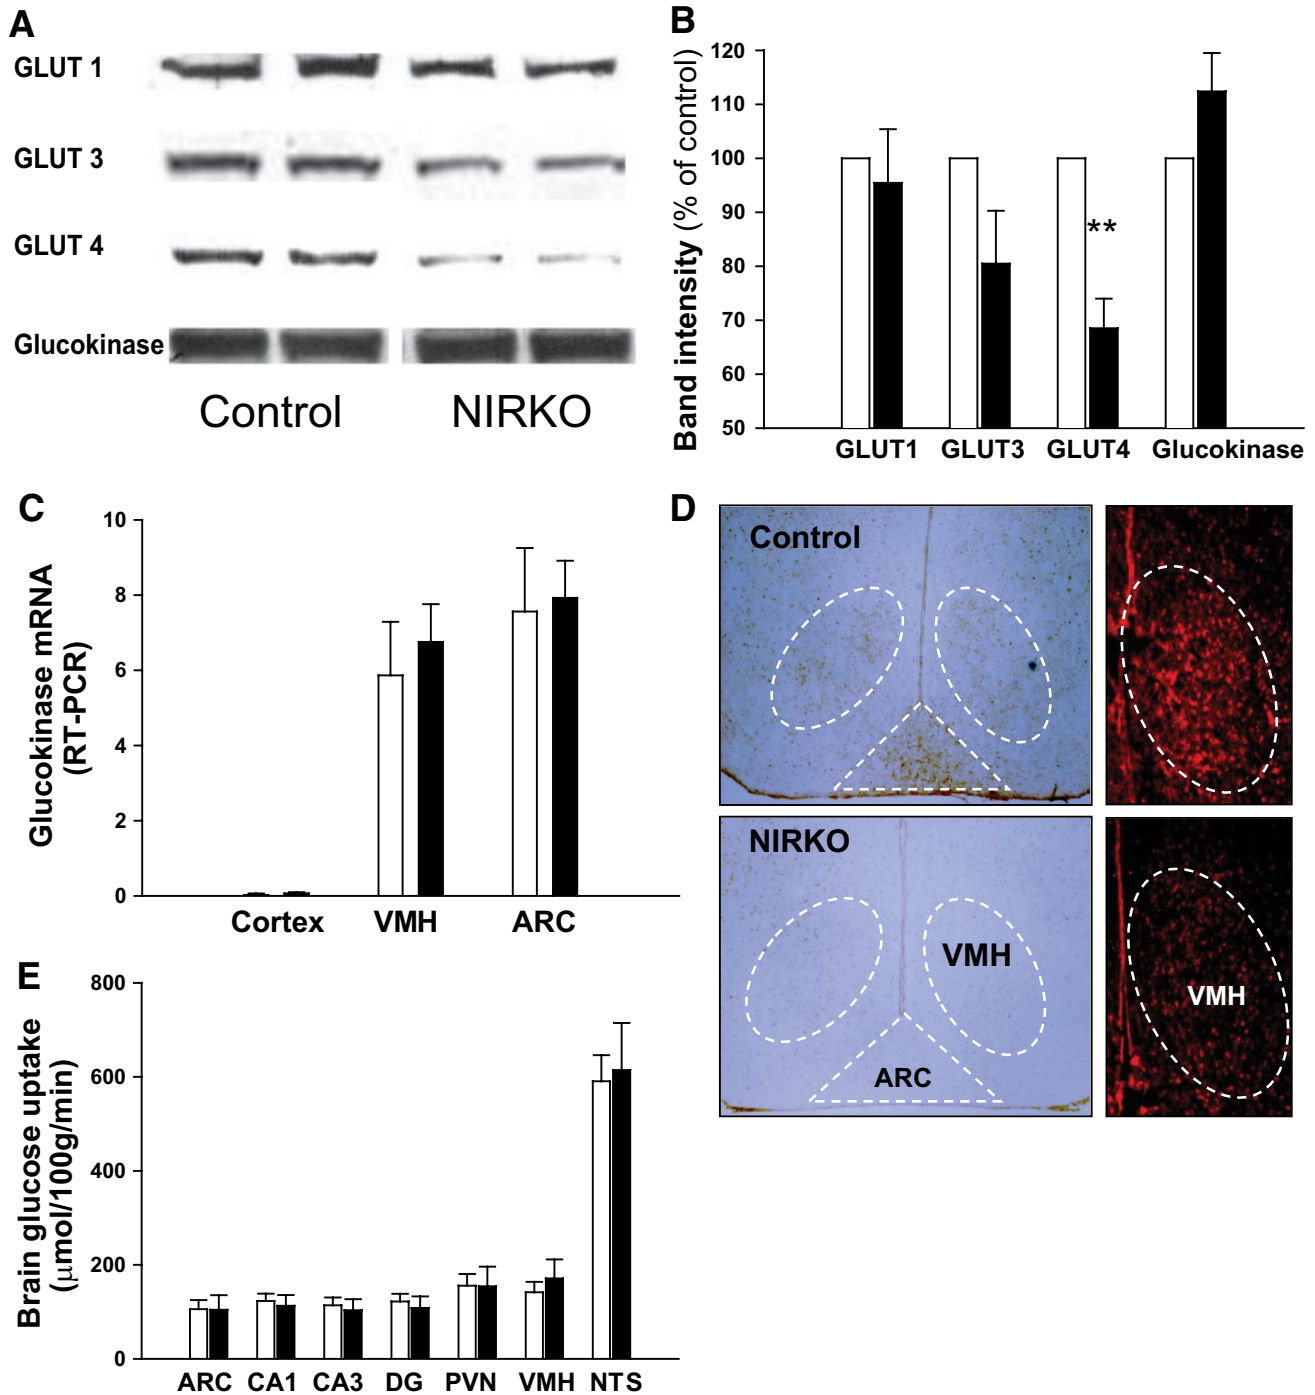 A
GLUT 1
GLUT 3
GLUT 4
Glucokinase
Control NIRKO
B
Band intensity (% of control)
120
110
100
90
80
70
60
50
**
GLUT1 GLUT3 GLUT4 Glucokinase
C
Glucokinase mRNA
(RT-PCR)
10
8
6
4
2
0
Cortex VMH ARC
D
Control
NIRKO
VMH
ARC
VMH
E
Brain glucose uptake
(μmol/100g/min)
800
600
400
200
0
ARC CA1 CA3 DG PVN VMH NTS